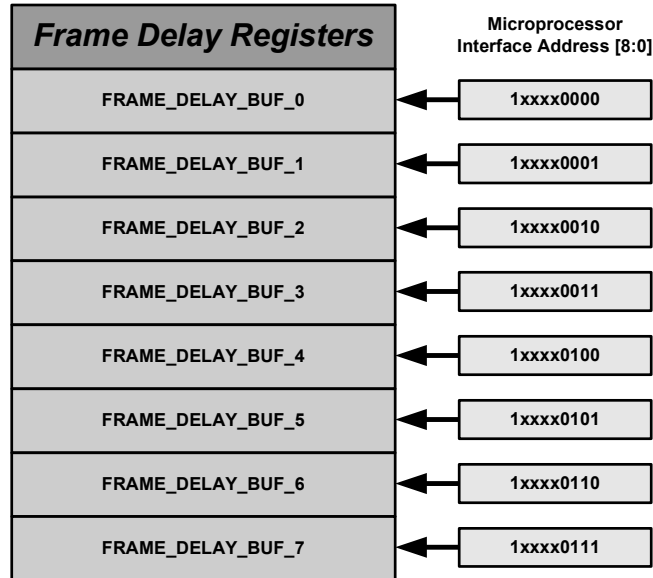 Frame Delay Registers
Microprocessor
Interface Address [8:0]
FRAME_DELAY_BUF_0
1xxxx0000
FRAME_DELAY_BUF_1
1xxxx0001
FRAME_DELAY_BUF_2
1xxxx0010
FRAME_DELAY_BUF_3
1xxxx0011
FRAME_DELAY_BUF_4
1xxxx0100
FRAME_DELAY_BUF_5
1xxxx0101
FRAME_DELAY_BUF_6
1xxxx0110
FRAME_DELAY_BUF_7
1xxxx0111